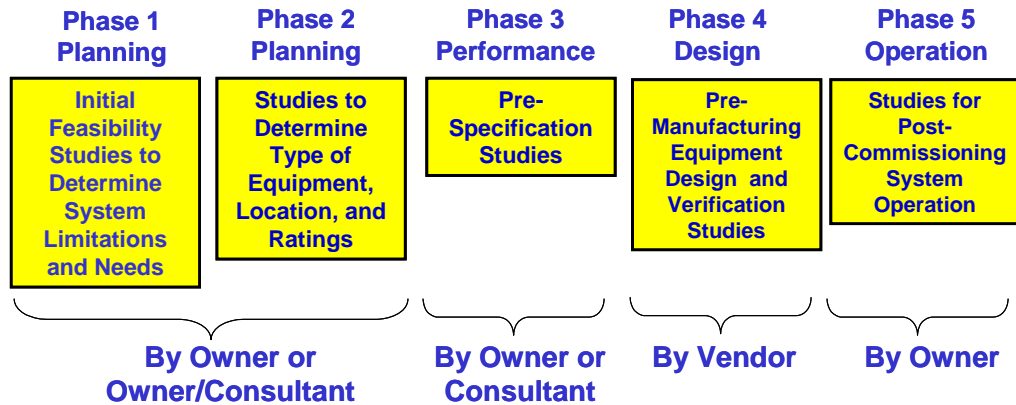 Phase 1
Planning
Phase 2
Planning
Phase 3
Performance
Phase 4
Design
Phase 5
Operation
Initial
Feasibility
Studies to
Determine
System
Limitations
and Needs
Studies to
Determine
Type of
Equipment,
Location, and
Ratings
Pre-
Specification
Studies
Pre-
Manufacturing
Equipment
Design and
Verification
Studies
Studies for
Post-
Commissioning
System
Operation
By Owner or
Owner/Consultant
By Owner or
Consultant
By Vendor
By Owner